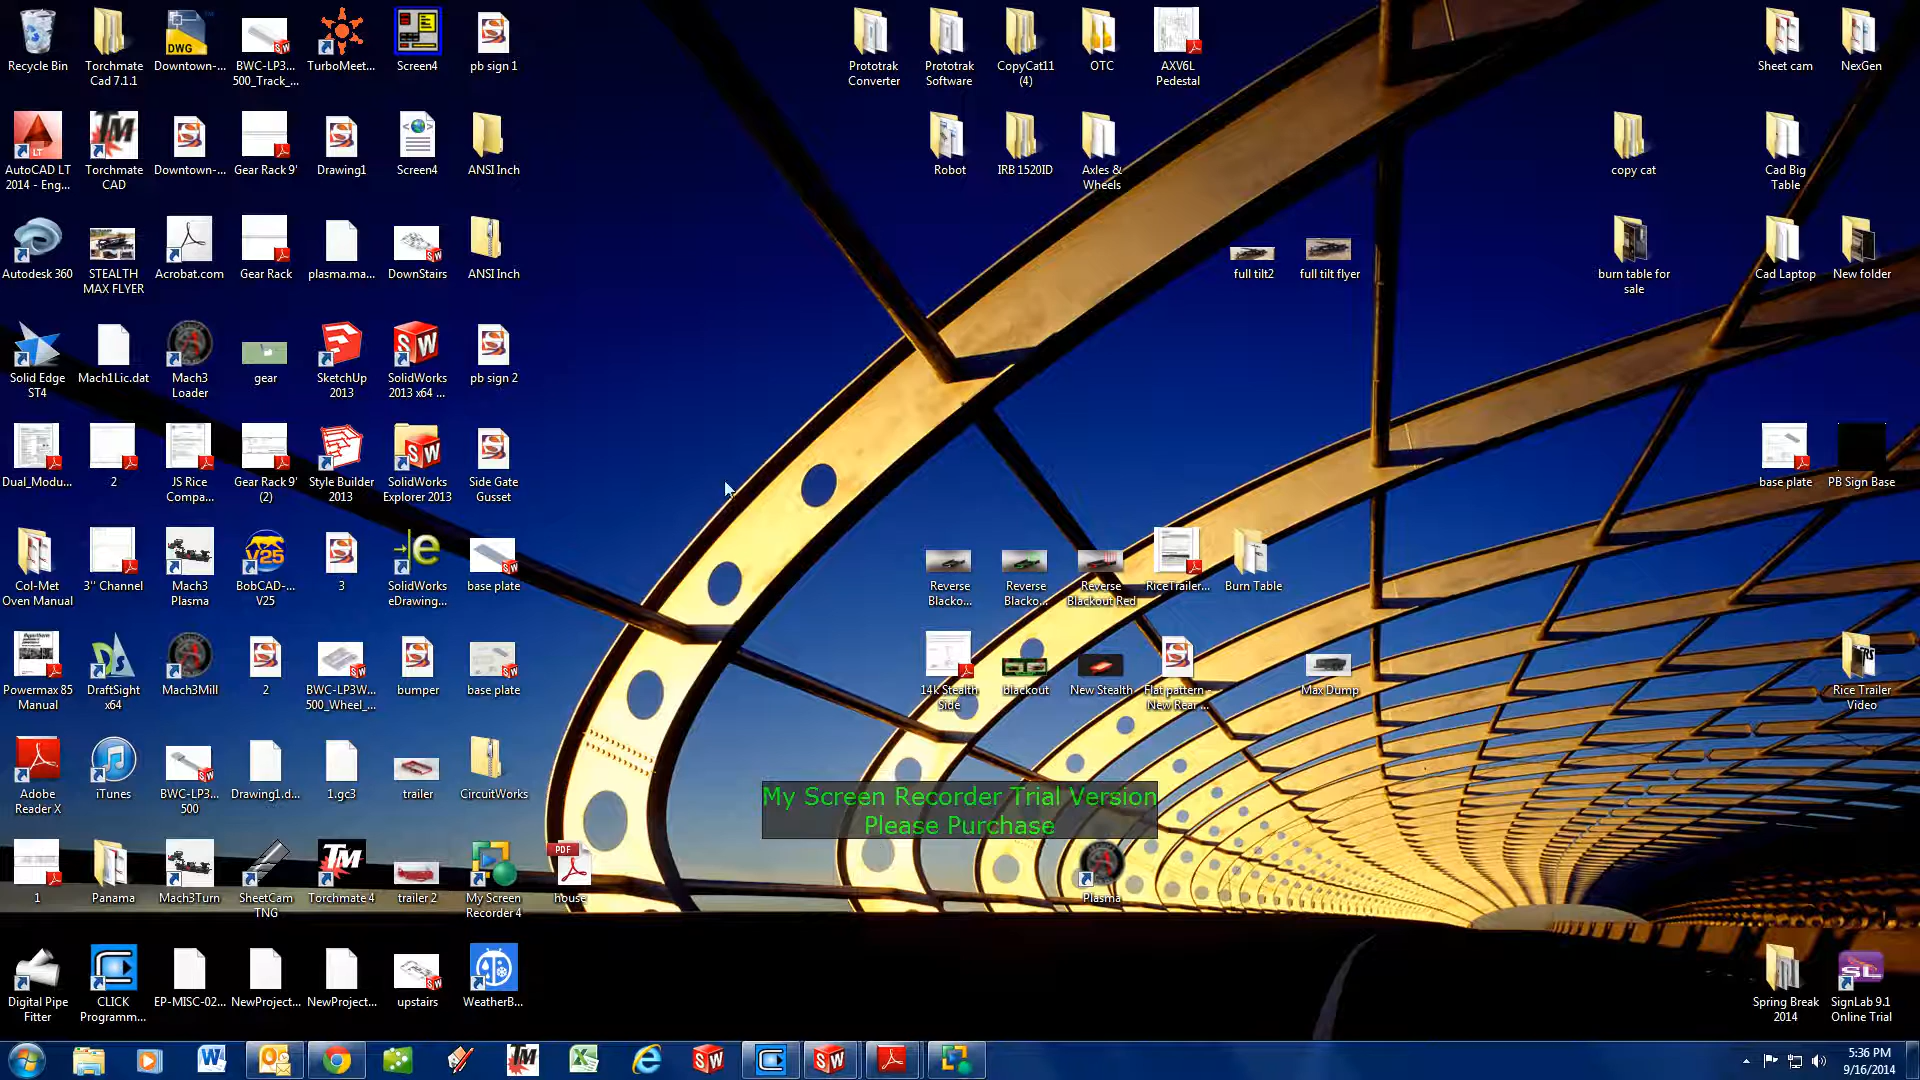 Recycle Bin
Torchmate
Cad 7.1.1
Downtown-...
BWC-LP3...
500_Track_...
TurboMeet...
Screen4
pb sign 1
Prototrak
Converter
Prototrak
Software
CopyCat11
(4)
OTC
AXV6L
Pedestal
Sheet cam
NexGen
AutoCAD LT
2014 - Eng...
Torchmate
CAD
Downtown-...
Gear Rack 9'
Drawing1
Screen4
ANSI Inch
Robot
IRB 1520ID
Axles &
Wheels
copy cat
Cad Big
Table
Autodesk 360
STEALTH
MAX FLYER
Acrobat.com
Gear Rack
plasma.ma...
DownStairs
ANSI Inch
full tilt2
full tilt flyer
burn table for
sale
Cad Laptop
New folder
Solid Edge
ST4
Mach1Lic.dat
Mach3
Loader
gear
SketchUp
2013
SolidWorks
2013 x64 ...
pb sign 2
Dual_Modu...
2
JS Rice
Compa...
Gear Rack 9'
(2)
Style Builder
2013
SolidWorks
Explorer 2013
Side Gate
Gusset
base plate
PB Sign Base
Col-Met
Oven Manual
3'' Channel
Mach3
Plasma
BobCAD-...
V25
3
SolidWorks
eDrawing...
base plate
Reverse
Blacko...
Reverse
Blacko...
Reverse
Blackout Red
RiceTrailer...
Burn Table
Powermax 85
Manual
DraftSight
x64
Mach3Mill
2
BWC-LP3W...
500_Wheel_...
bumper
base plate
14k Stealth
Side
blackout
New Stealth
Flat pattern -
New Rear ...
Max Dump
Rice Trailer
Video
Adobe
Reader X
iTunes
BWC-LP3...
500
Drawing1.d...
1.gc3
trailer
CircuitWorks
My Screen Recorder Trial Version
Please Purchase
1
Panama
Mach3Turn
SheetCam
TNG
Torchmate 4
trailer 2
My Screen
Recorder 4
house
Plasma
Digital Pipe
Fitter
CLICK
Programm...
EP-MISC-02...
NewProject...
NewProject...
upstairs
WeatherB...
Spring Break
2014
SignLab 9.1
Online Trial
5:36 PM
9/16/2014